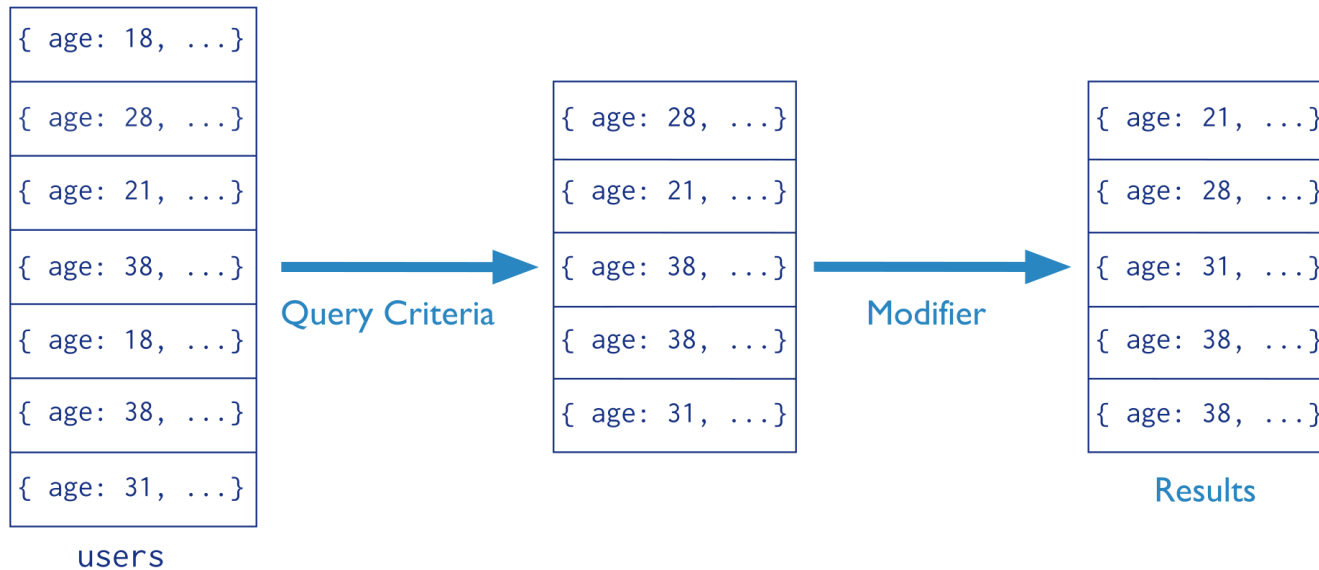 { age: 18, ...}
{ age: 28, ...}
{ age: 21, ...}
{ age: 38, ...}
{ age: 18, ...}
{ age: 38, ...}
{ age: 31, ...}
users
Query Criteria
{ age: 28, ...}
{ age: 21, ...}
{ age: 38, ...}
{ age: 38, ...}
{ age: 31, ...}
Modifier
{ age: 21, ...}
{ age: 28, ...}
{ age: 31, ...}
{ age: 38, ...}
{ age: 38, ...}
Results